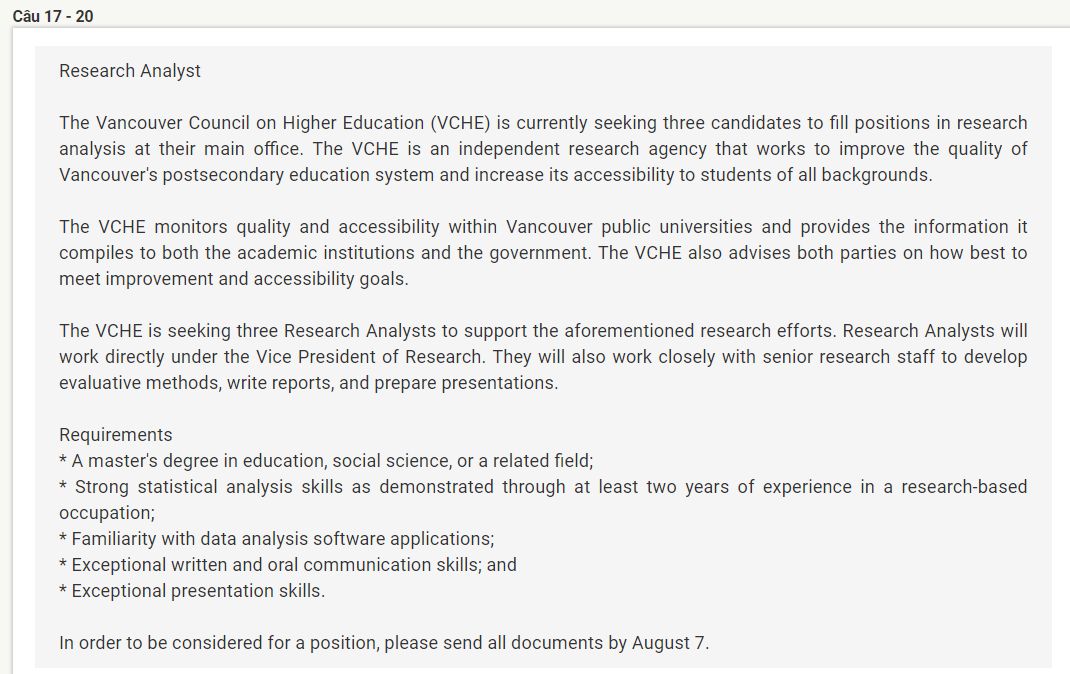 Câu 17 - 20
Research Analyst
The Vancouver Council on Higher Education (VCHE) is currently seeking three candidates to fill positions in research
analysis at their main office. The VCHE is an independent research agency that works to improve the quality of
Vancouver's postsecondary education system and increase its accessibility to students of all backgrounds.
The VCHE monitors quality and accessibility within Vancouver public universities and provides the information it
compiles to both the academic institutions and the government. The VCHE also advises both parties on how best to
meet improvement and accessibility goals.
The VCHE is seeking three Research Analysts to support the aforementioned research efforts. Research Analysts will
work directly under the Vice President of Research. They will also work closely with senior research staff to develop
evaluative methods, write reports, and prepare presentations.
Requirements
* A master's degree in education, social science, or a related field;
* Strong statistical analysis skills as demonstrated through at least two years of experience in a research-based
occupation;
* Familiarity with data analysis software applications;
* Exceptional written and oral communication skills; and
* Exceptional presentation skills.
In order to be considered for a position, please send all documents by August 7.